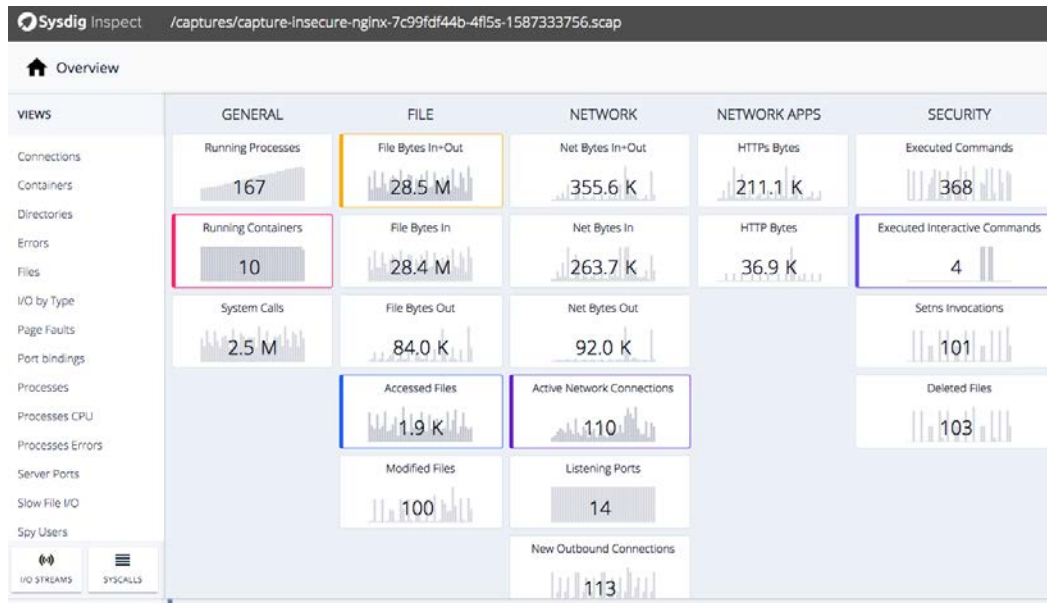 Sysdig Inspect /captures/capture-insecure-nginx-7c99fdf44b-4fl5s-1587333756.scap
Overview
VIEWS
Connections
Containers
Directories
Errors
Files
I/O by Type
Page Faults
Port bindings
Processes
Processes CPU
Processes Errors
Server Ports
Slow File I/O
Spy Users
I/O STREAMS
SYSCALLS
GENERAL
Running Processes
167
Running Containers
10
System Calls
2.5 M
FILE
File Bytes In+Out
28.5 M
File Bytes In
28.4 M
File Bytes Out
84.0 K
Accessed Files
1.9 K
Modified Files
100
NETWORK
Net Bytes In+Out
355.6 K
Net Bytes In
263.7 K
Net Bytes Out
92.0 K
Active Network Connections
110
Listening Ports
14
New Outbound Connections
113
NETWORK APPS
HTTPs Bytes
211.1 K
HTTP Bytes
36.9 K
SECURITY
Executed Commands
368
Executed Interactive Commands
4
Setns Invocations
101
Deleted Files
103